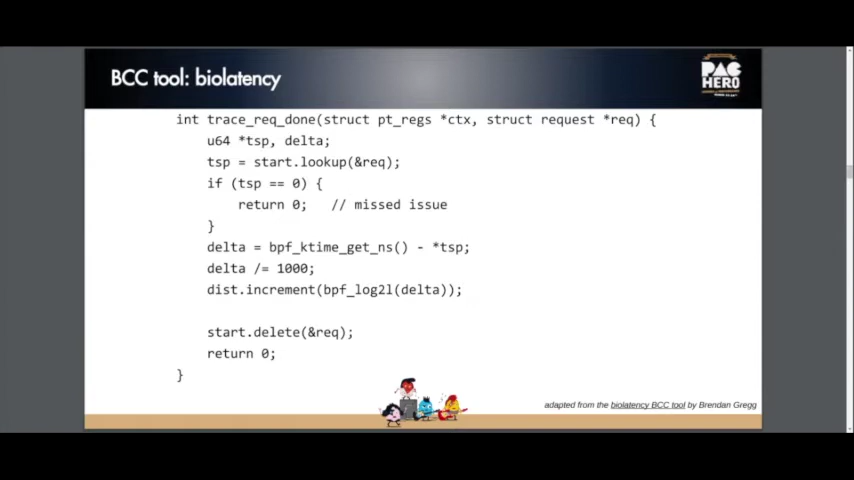 BCC tool: biolatency
PAC
HERO
int trace_req_done(struct pt_regs *ctx, struct request *req) {
u64 *tsp, delta;
tsp = start.lookup(&req);
if (tsp == 0) {
return 0; // missed issue
}
delta = bpf_ktime_get_ns() - *tsp;
delta /= 1000;
dist.increment(bpf_log2l(delta));
start.delete(&req);
return 0;
}
adapted from the biolatency BCC tool by Brendan Gregg